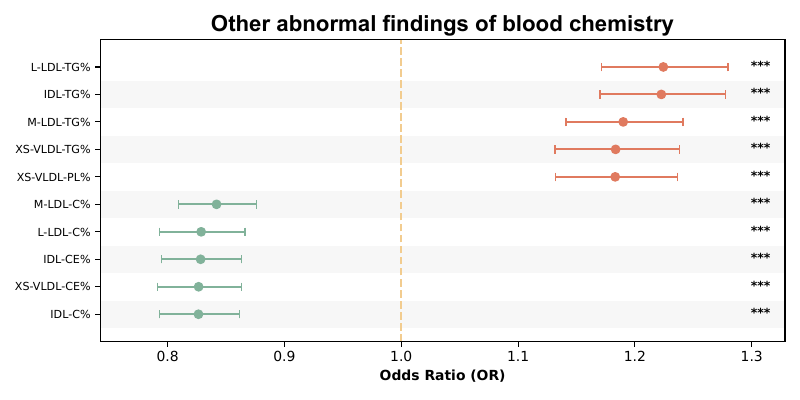 Other abnormal findings of blood chemistry
L-LDL-TG% ***
IDL-TG% ***
M-LDL-TG% ***
XS-VLDL-TG% ***
XS-VLDL-PL% ***
M-LDL-C% ***
L-LDL-C% ***
IDL-CE% ***
XS-VLDL-CE% ***
IDL-C% ***
0.8 0.9 1.0 1.1 1.2 1.3
Odds Ratio (OR)